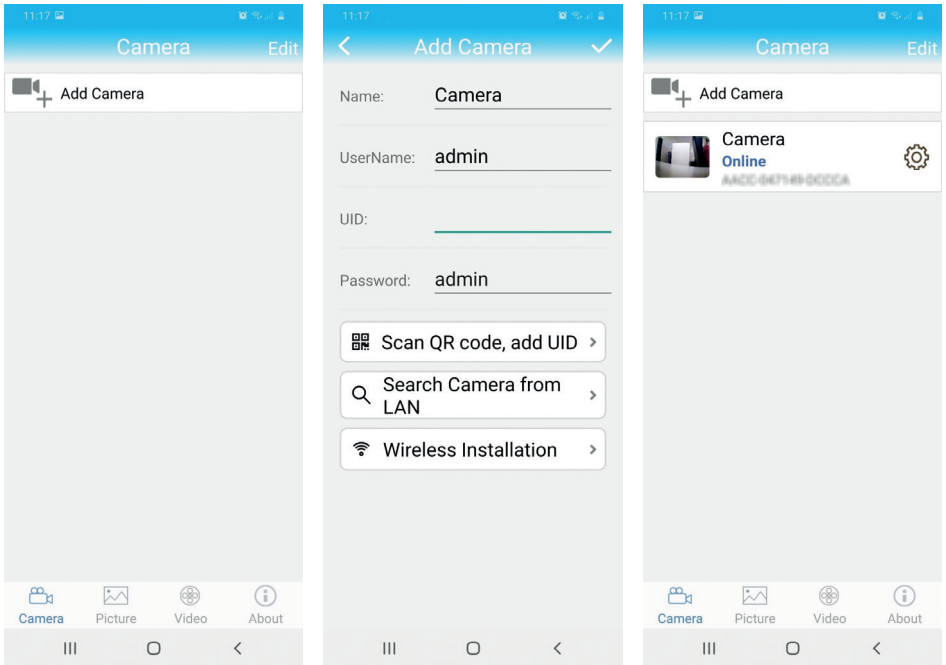 11:17
Camera
Edit
Add Camera
Camera
Picture
Video
About
11:17
Add Camera
Name:
Camera
UserName:
admin
UID:
Password:
admin
Scan QR code, add UID
Search Camera from
LAN
Wireless Installation
11:17
Camera
Edit
Add Camera
Camera
Online
Camera
Picture
Video
About